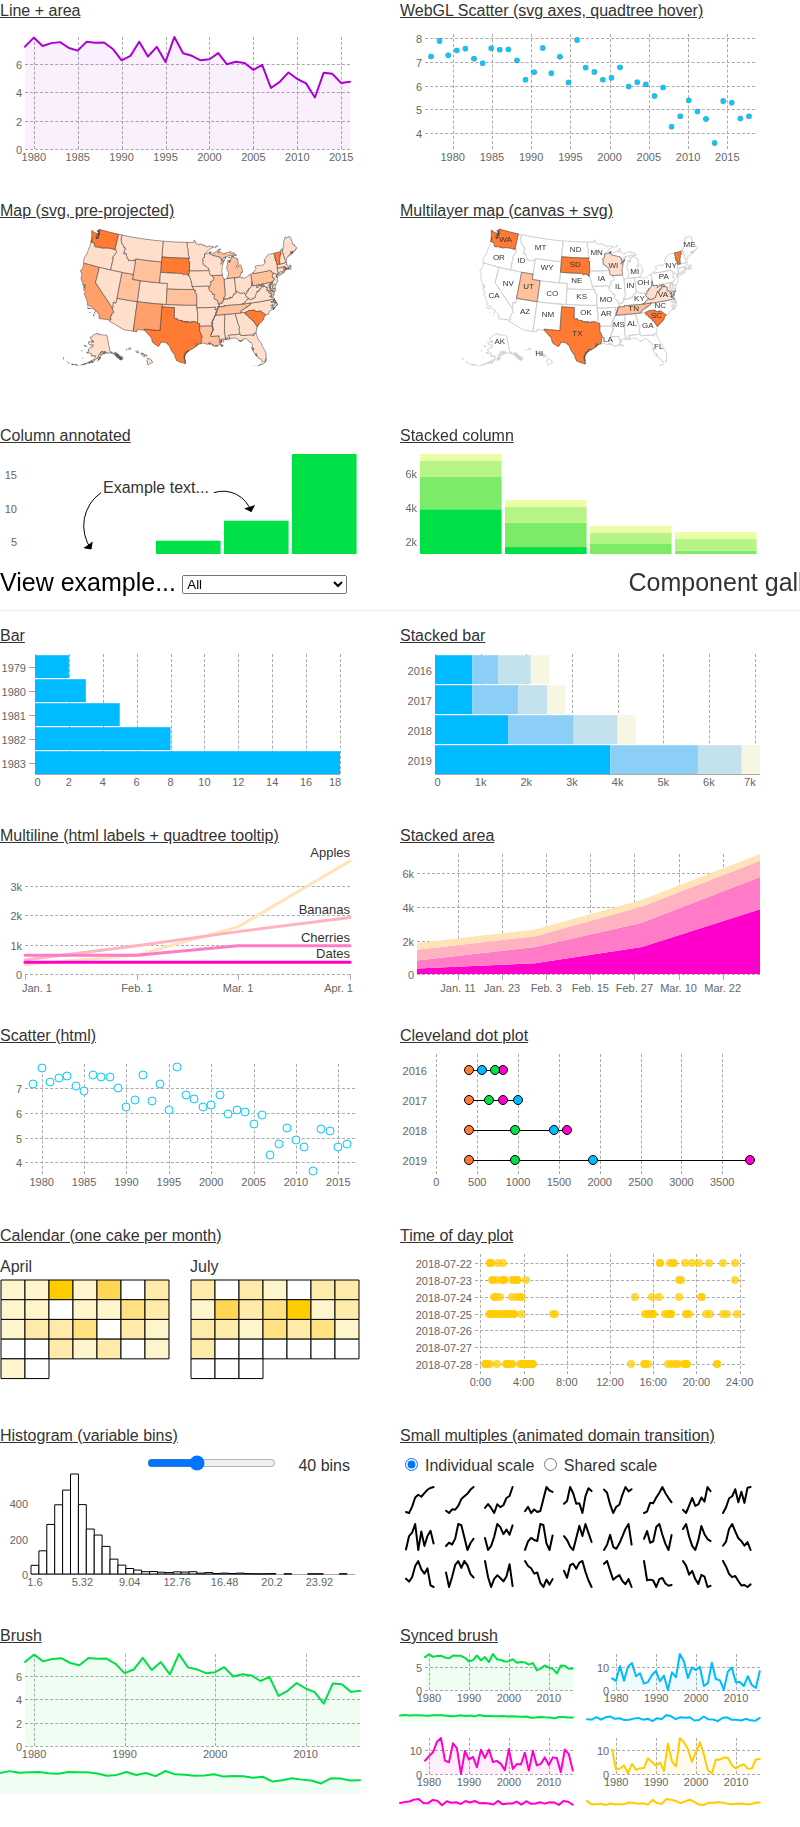 Line + area
WebGL Scatter (svg axes, quadtree hover)
6
4
2
0
1980 1985 1990 1995 2000 2005 2010 2015
8
7
6
5
4
1980 1985 1990 1995 2000 2005 2010 2015
Map (svg, pre-projected)
Multilayer map (canvas + svg)
WA
MT
ND
MN
ME
OR
ID
SD
WI
MI
NY
WY
NE
IA
PA
NV
UT
CO
IL
IN
OH
CA
KS
MO
KY
VA
AZ
NM
OK
AR
TN
NC
SC
MS
AL
GA
TX
LA
AK
HI
FL
Column annotated
Stacked column
15
10
5
Example text...
6k
4k
2k
View example... All
Component gall
Bar
Stacked bar
1979
1980
1981
1982
1983
0 2 4 6 8 10 12 14 16 18
2016
2017
2018
2019
0 1k 2k 3k 4k 5k 6k 7k
Multiline (html labels + quadtree tooltip)
Stacked area
Apples
Bananas
Cherries
Dates
3k
2k
1k
0
Jan. 1 Feb. 1 Mar. 1 Apr. 1
6k
4k
2k
0
Jan. 11 Jan. 23 Feb. 3 Feb. 15 Feb. 27 Mar. 10 Mar. 22
Scatter (html)
Cleveland dot plot
7
6
5
4
1980 1985 1990 1995 2000 2005 2010 2015
2016
2017
2018
2019
0 500 1000 1500 2000 2500 3000 3500
Calendar (one cake per month)
Time of day plot
April
July
2018-07-22
2018-07-23
2018-07-24
2018-07-25
2018-07-26
2018-07-27
2018-07-28
0:00 4:00 8:00 12:00 16:00 20:00 24:00
Histogram (variable bins)
Small multiples (animated domain transition)
40 bins
Individual scale Shared scale
400
200
0
1.6 5.32 9.04 12.76 16.48 20.2 23.92
Brush
Synced brush
6
4
2
0
1980 1990 2000 2010
5
0
1980 1990 2000 2010
10
0
1980 1990 2000 2010
10
0
1980 1990 2000 2010
10
0
1980 1990 2000 2010